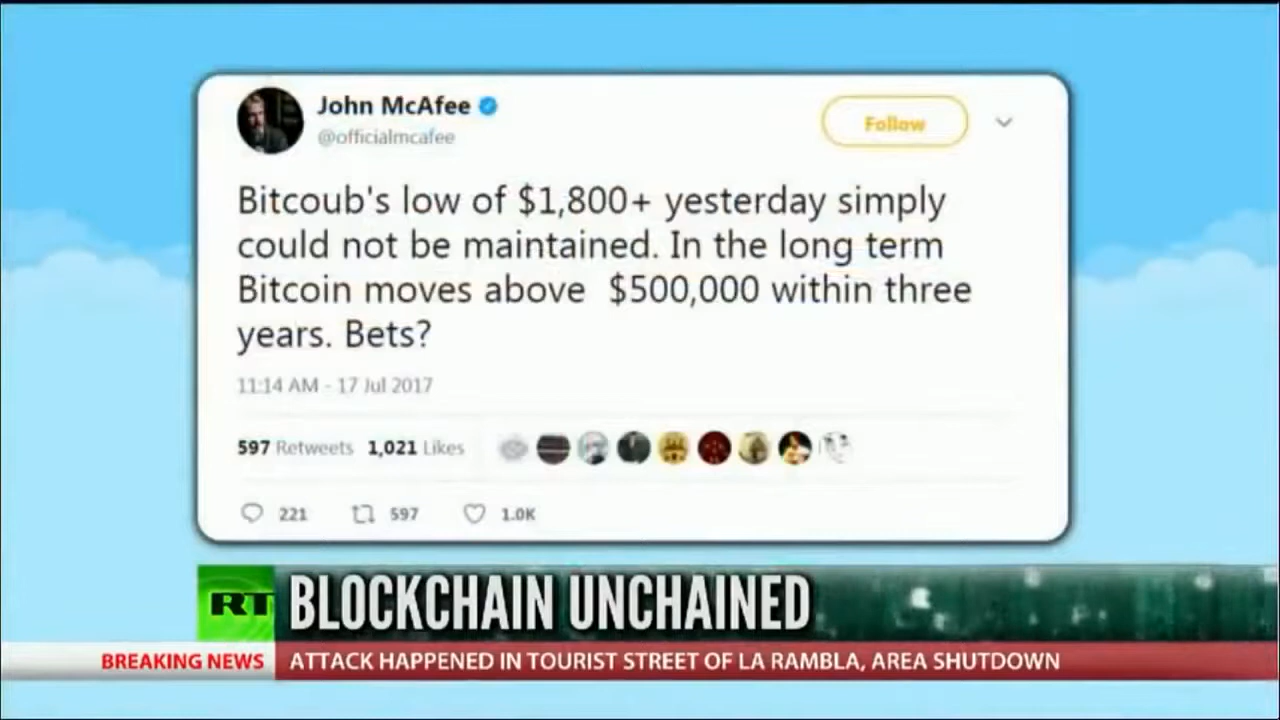 John McAfee
@officialmcafee
Follow
Bitcoub's low of $1,800+ yesterday simply
could not be maintained. In the long term
Bitcoin moves above  $500,000 within three
years. Bets?
11:14 AM - 17 Jul 2017
597 Retweets 1,021 Likes
221 597 1.0K
RT BLOCKCHAIN UNCHAINED
BREAKING NEWS ATTACK HAPPENED IN TOURIST STREET OF LA RAMBLA, AREA SHUTDOWN